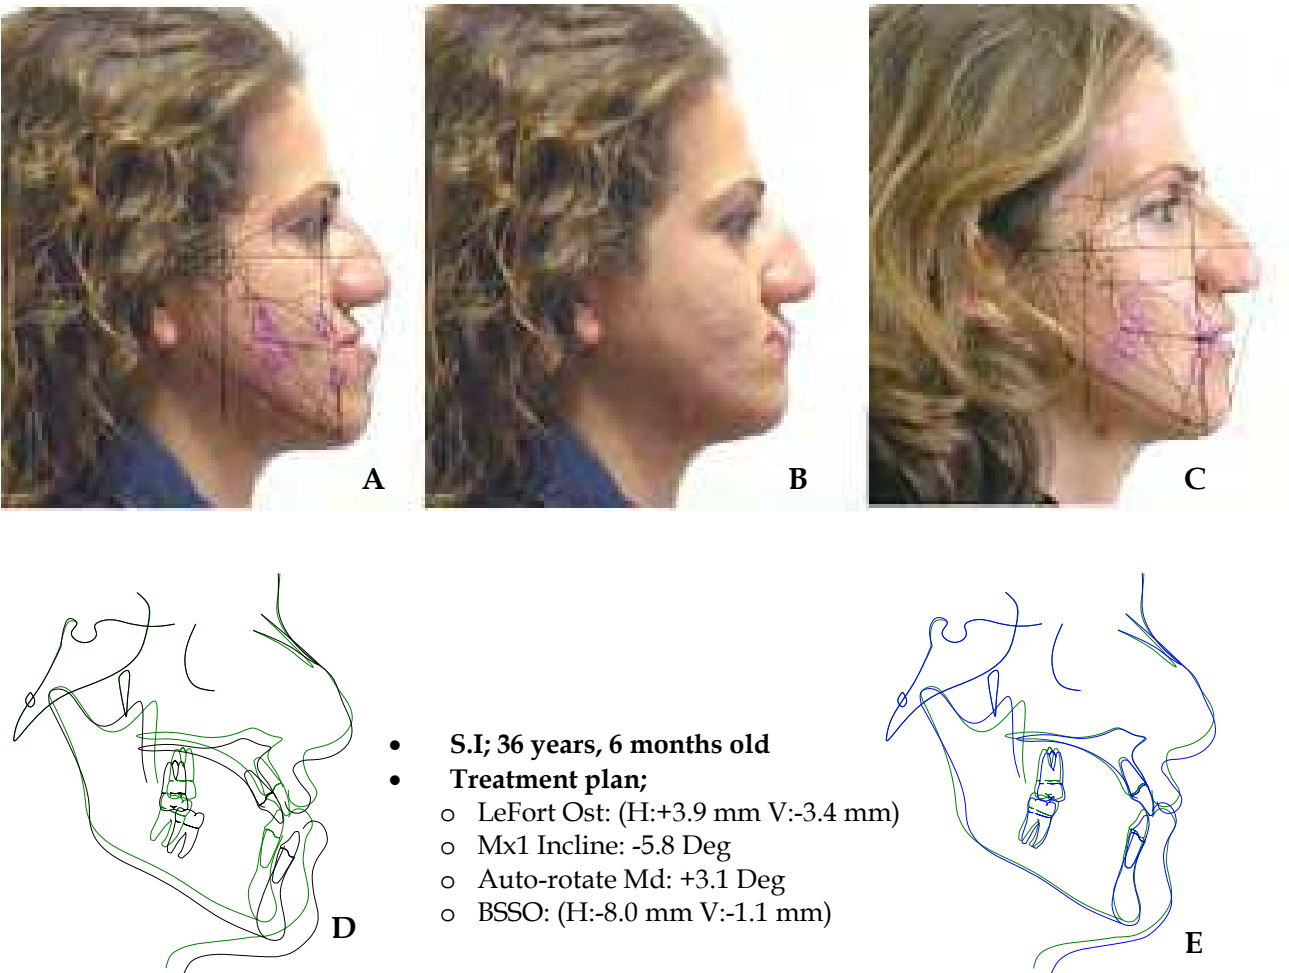 A
B
C
D
• S.I; 36 years, 6 months old
• Treatment plan;
o LeFort Ost: (H:+3.9 mm V:-3.4 mm)
o Mx1 Incline: -5.8 Deg
o Auto-rotate Md: +3.1 Deg
o BSSO: (H:-8.0 mm V:-1.1 mm)
E